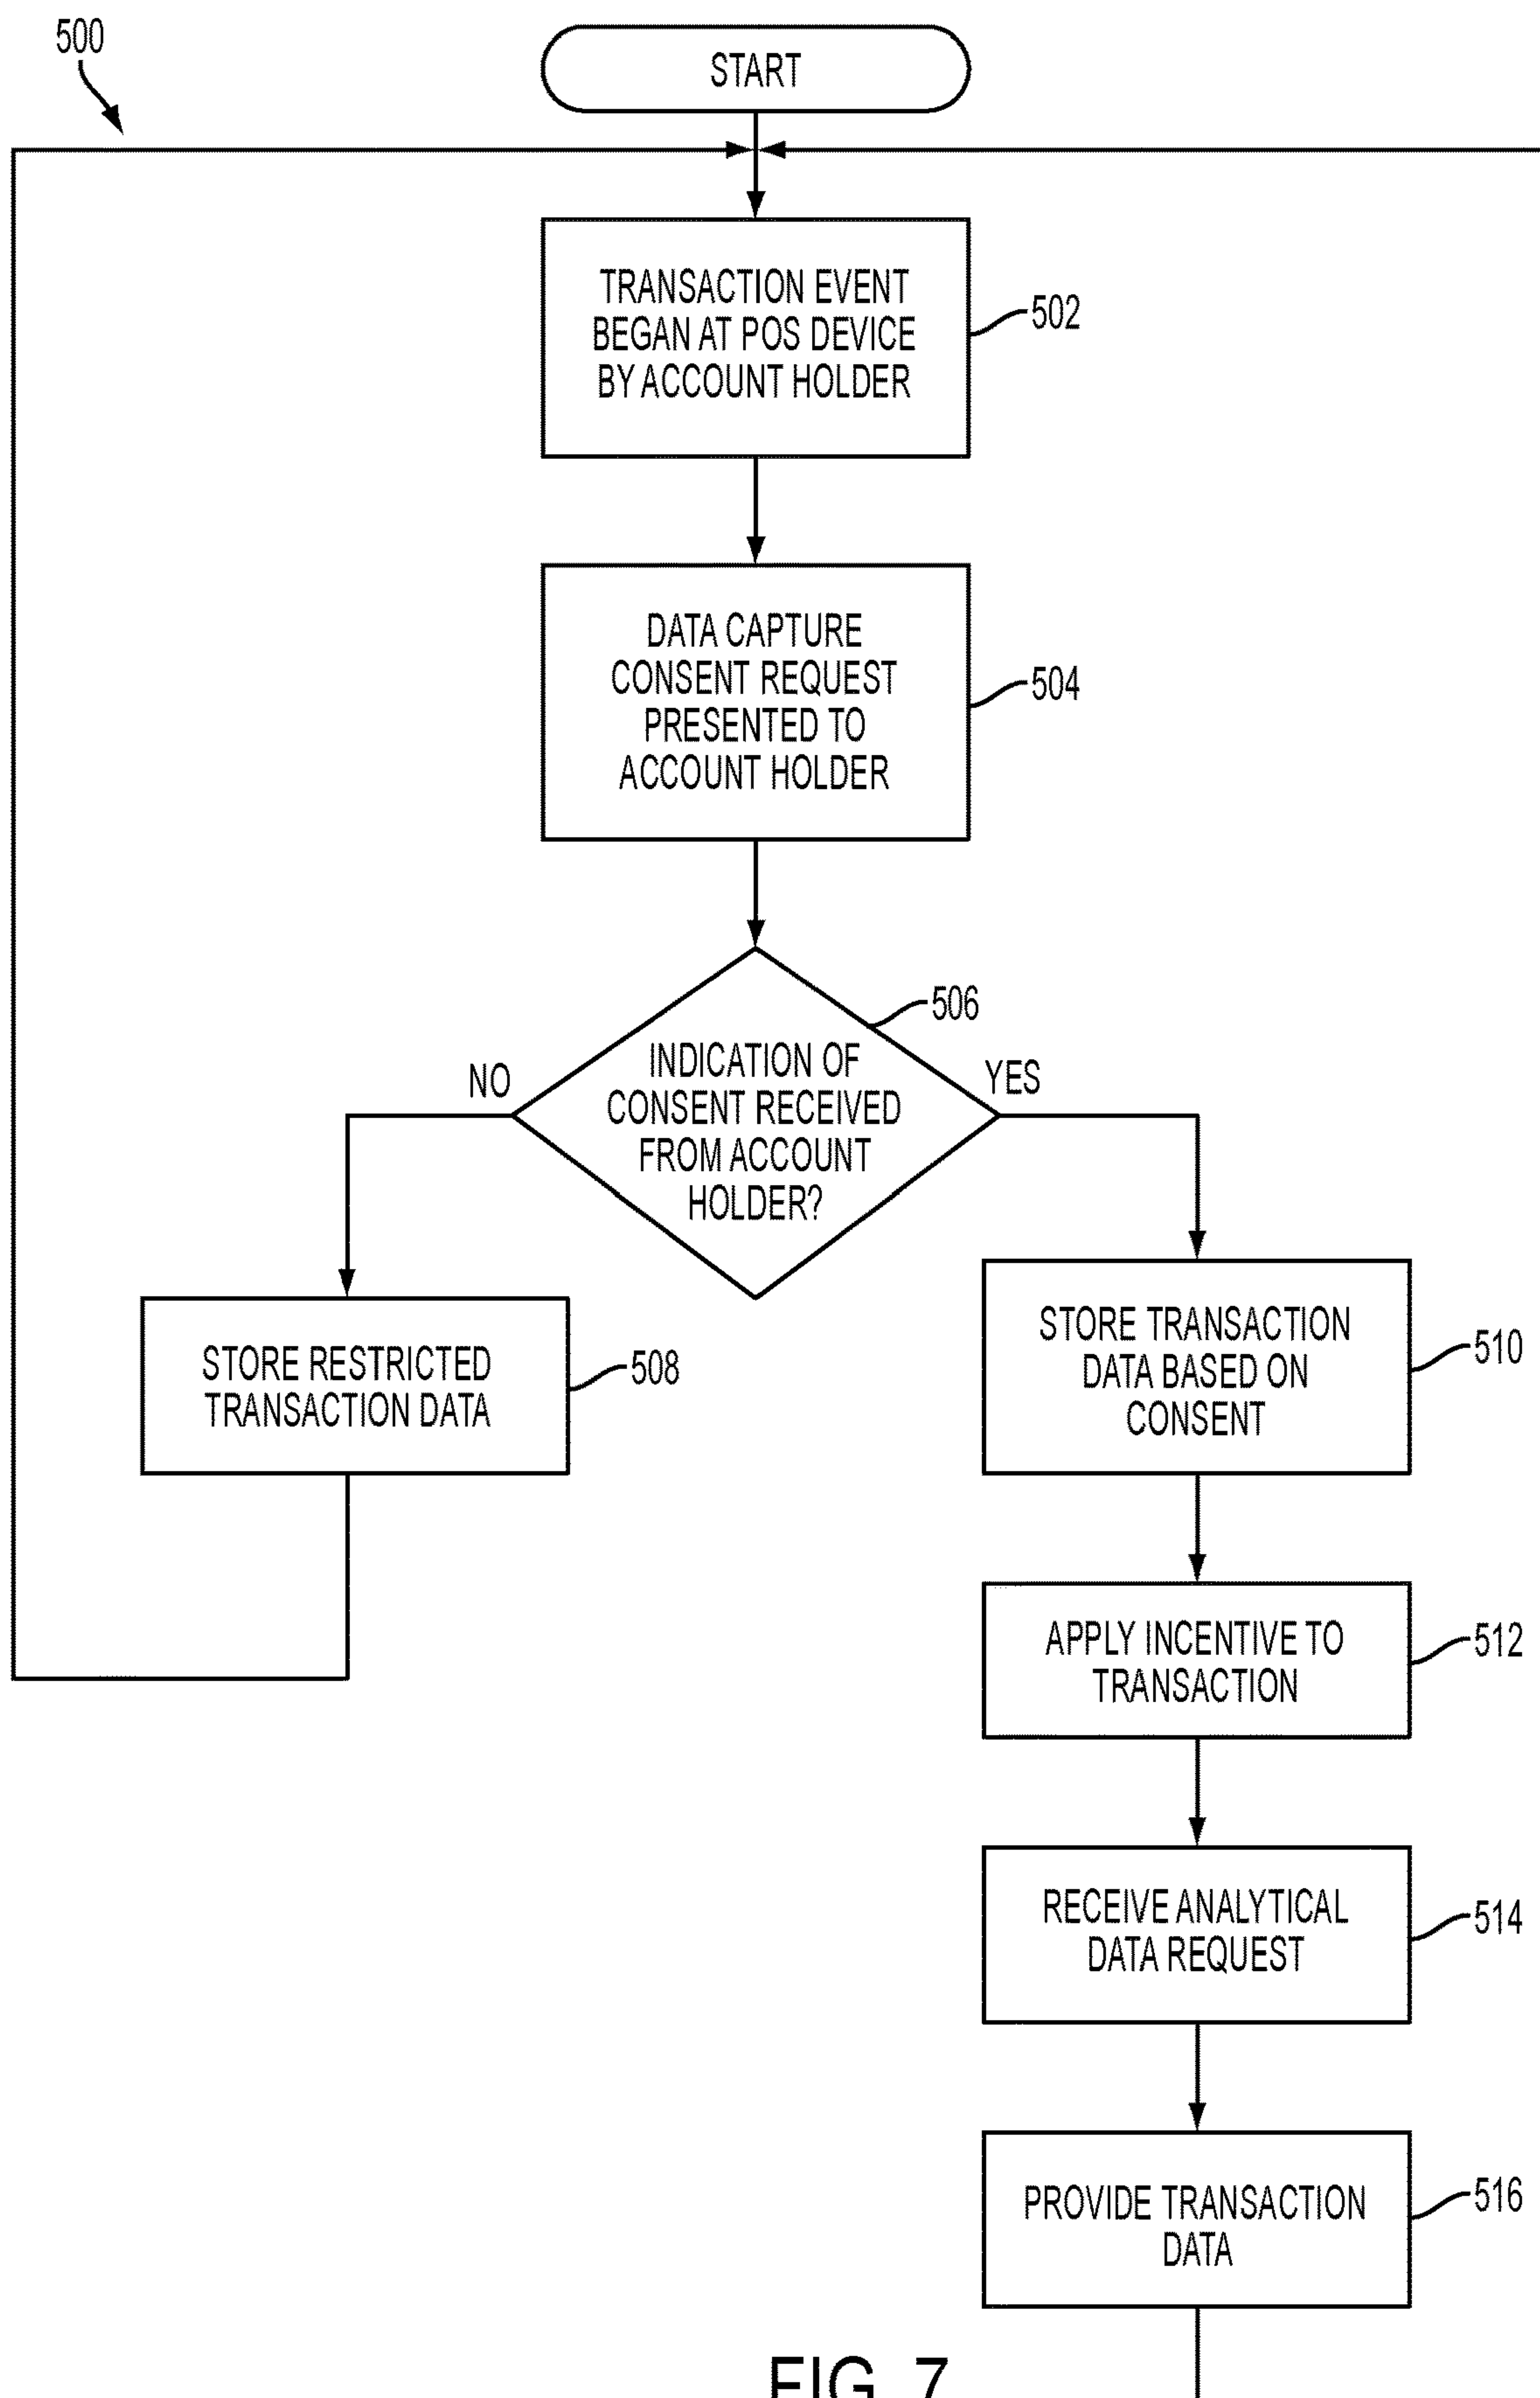 500
START
TRANSACTION EVENT
BEGAN AT POS DEVICE
BY ACCOUNT HOLDER
502
DATA CAPTURE
CONSENT REQUEST
PRESENTED TO
ACCOUNT HOLDER
504
506
INDICATION OF
CONSENT RECEIVED
FROM ACCOUNT
HOLDER?
NO
YES
STORE RESTRICTED
TRANSACTION DATA
508
STORE TRANSACTION
DATA BASED ON
CONSENT
510
APPLY INCENTIVE TO
TRANSACTION
512
RECEIVE ANALYTICAL
DATA REQUEST
514
PROVIDE TRANSACTION
DATA
516
FIG. 7